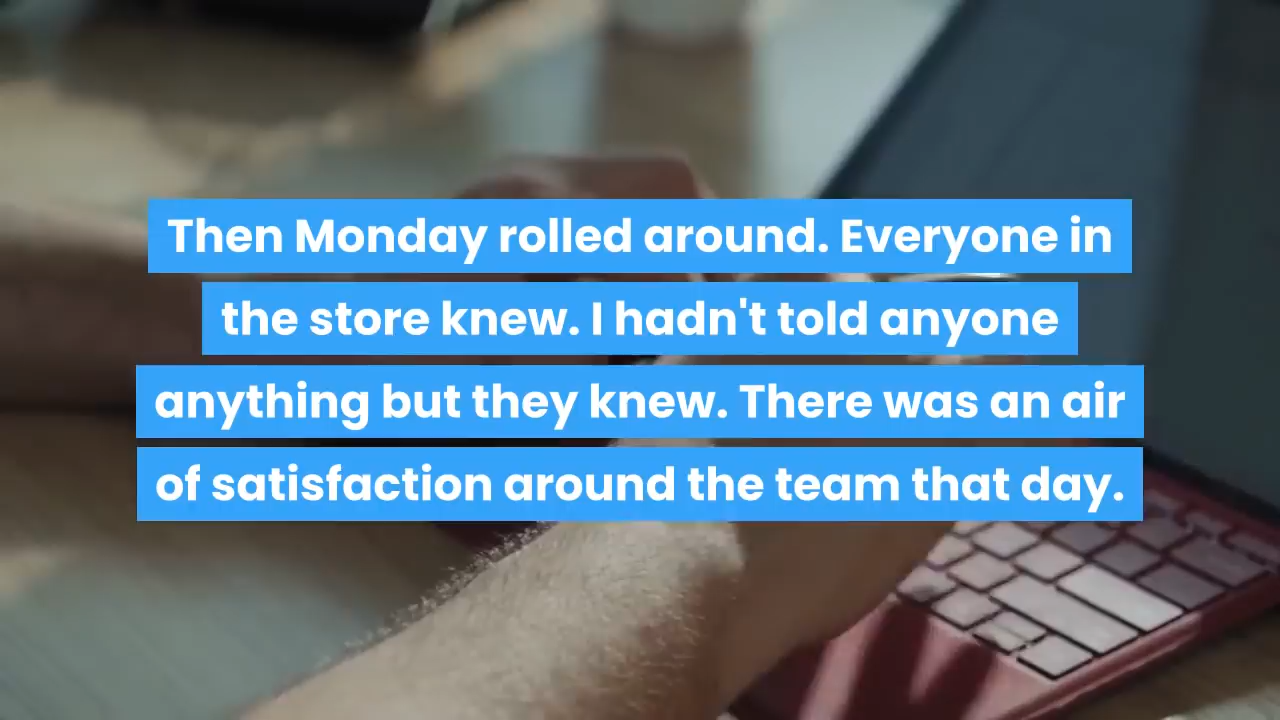 Then Monday rolled around. Everyone in
the store knew. I hadn't told anyone
anything but they knew. There was an air
of satisfaction around the team that day.